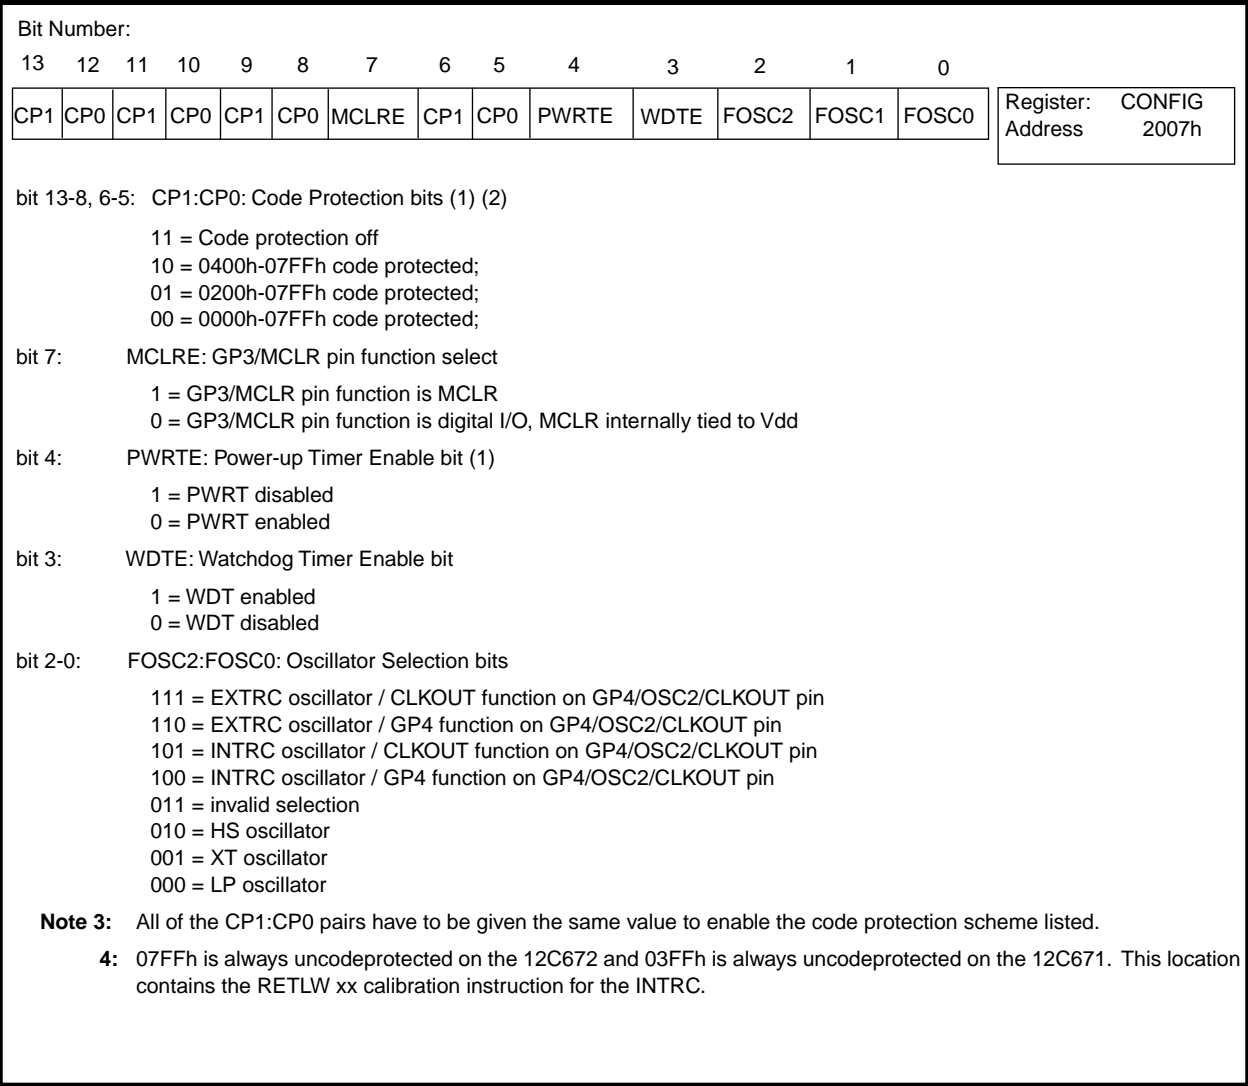 Bit Number:
13 12 11 10 9 8 7 6 5 4 3 2 1 0
CP1 CP0 CP1 CP0 CP1 CP0 MCLRE CP1 CP0 PWRTE WDTE FOSC2 FOSC1 FOSC0
Register: CONFIG
Address 2007h
bit 13-8, 6-5: CP1:CP0: Code Protection bits (1) (2)
11 = Code protection off
10 = 0400h-07FFh code protected;
01 = 0200h-07FFh code protected;
00 = 0000h-07FFh code protected;
bit 7: MCLRE: GP3/MCLR pin function select
1 = GP3/MCLR pin function is MCLR
0 = GP3/MCLR pin function is digital I/O, MCLR internally tied to Vdd
bit 4: PWRTE: Power-up Timer Enable bit (1)
1 = PWRT disabled
0 = PWRT enabled
bit 3: WDTE: Watchdog Timer Enable bit
1 = WDT enabled
0 = WDT disabled
bit 2-0: FOSC2:FOSC0: Oscillator Selection bits
111 = EXTRC oscillator / CLKOUT function on GP4/OSC2/CLKOUT pin
110 = EXTRC oscillator / GP4 function on GP4/OSC2/CLKOUT pin
101 = INTRC oscillator / CLKOUT function on GP4/OSC2/CLKOUT pin
100 = INTRC oscillator / GP4 function on GP4/OSC2/CLKOUT pin
011 = invalid selection
010 = HS oscillator
001 = XT oscillator
000 = LP oscillator
Note 3: All of the CP1:CP0 pairs have to be given the same value to enable the code protection scheme listed.
4: 07FFh is always uncodeprotected on the 12C672 and 03FFh is always uncodeprotected on the 12C671. This location
contains the RETLW xx calibration instruction for the INTRC.